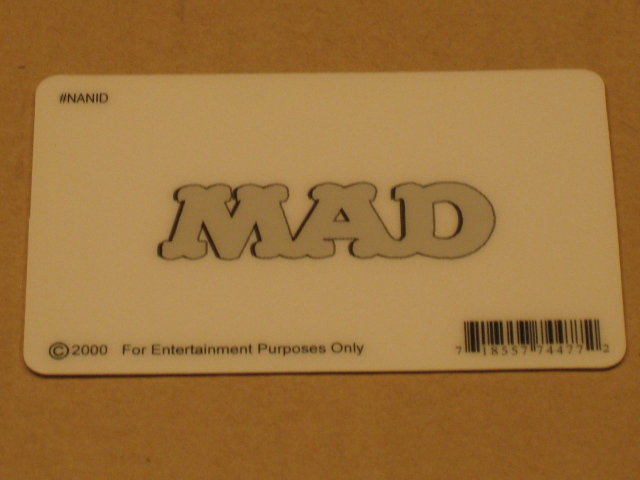 #NANID
MAD
©2000 For Entertainment Purposes Only
7 18557 74477 2